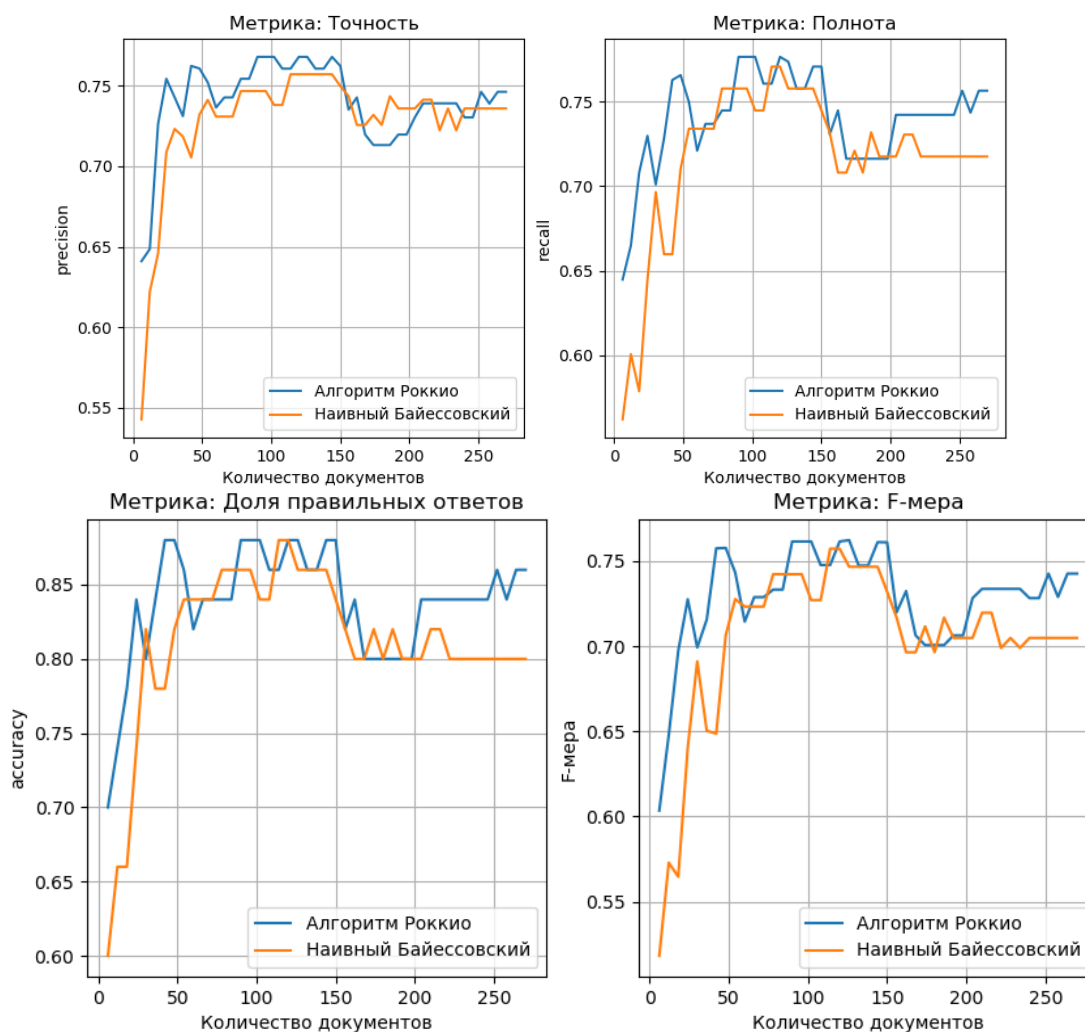 Метрика: Точность
0.75
0.70
0.65
0.60
0.55
precision
0
50
100
150
200
250
Количество документов
Алгоритм Роккио
Наивный Байессовский
Метрика: Полнота
0.75
0.70
0.65
0.60
recall
0
50
100
150
200
250
Количество документов
Алгоритм Роккио
Наивный Байессовский
Метрика: Доля правильных ответов
0.85
0.80
0.75
0.70
0.65
0.60
accuracy
0
50
100
150
200
250
Количество документов
Алгоритм Роккио
Наивный Байессовский
Метрика: F-мера
0.75
0.70
0.65
0.60
0.55
F-мера
0
50
100
150
200
250
Количество документов
Алгоритм Роккио
Наивный Байессовский